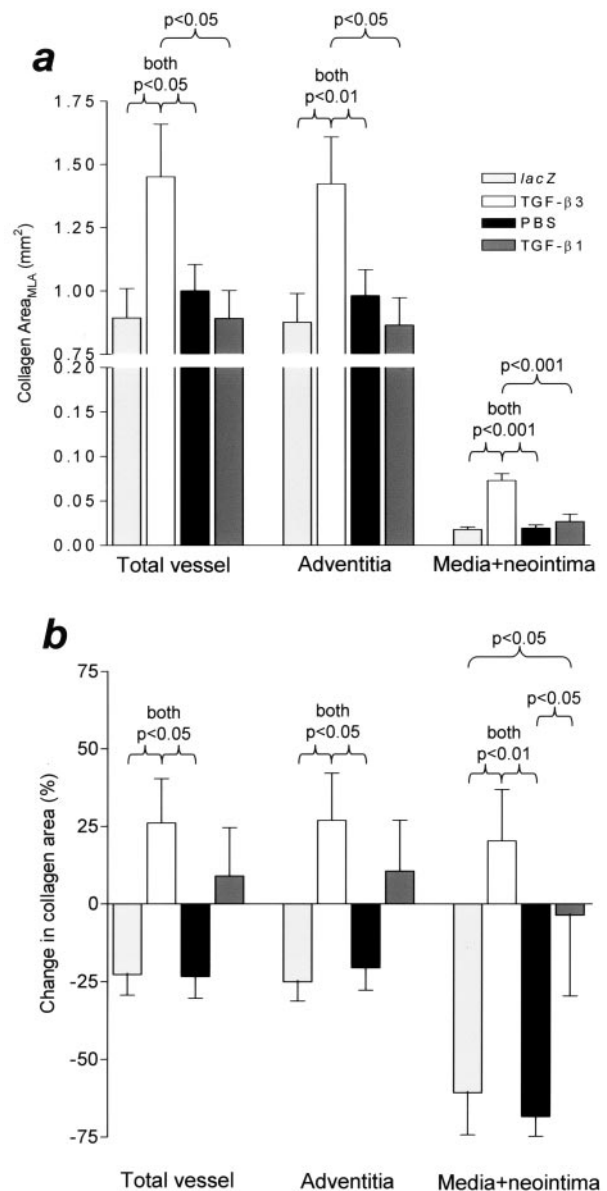 a
p<0.05
both
p<0.05
p<0.05
both
p<0.01
p<0.001
both
p<0.001
lacZ
TGF-β3
PBS
TGF-β1
Collagen Area_MLA (mm²)
1.75
1.50
1.25
1.00
0.75
0.20
0.15
0.10
0.05
0.00
Total vessel Adventitia Media+neointima
b
p<0.05
p<0.05
both
p<0.05
both
p<0.05
both
p<0.01
Change in collagen area (%)
75
50
25
0
-25
-50
-75
Total vessel Adventitia Media+neointima